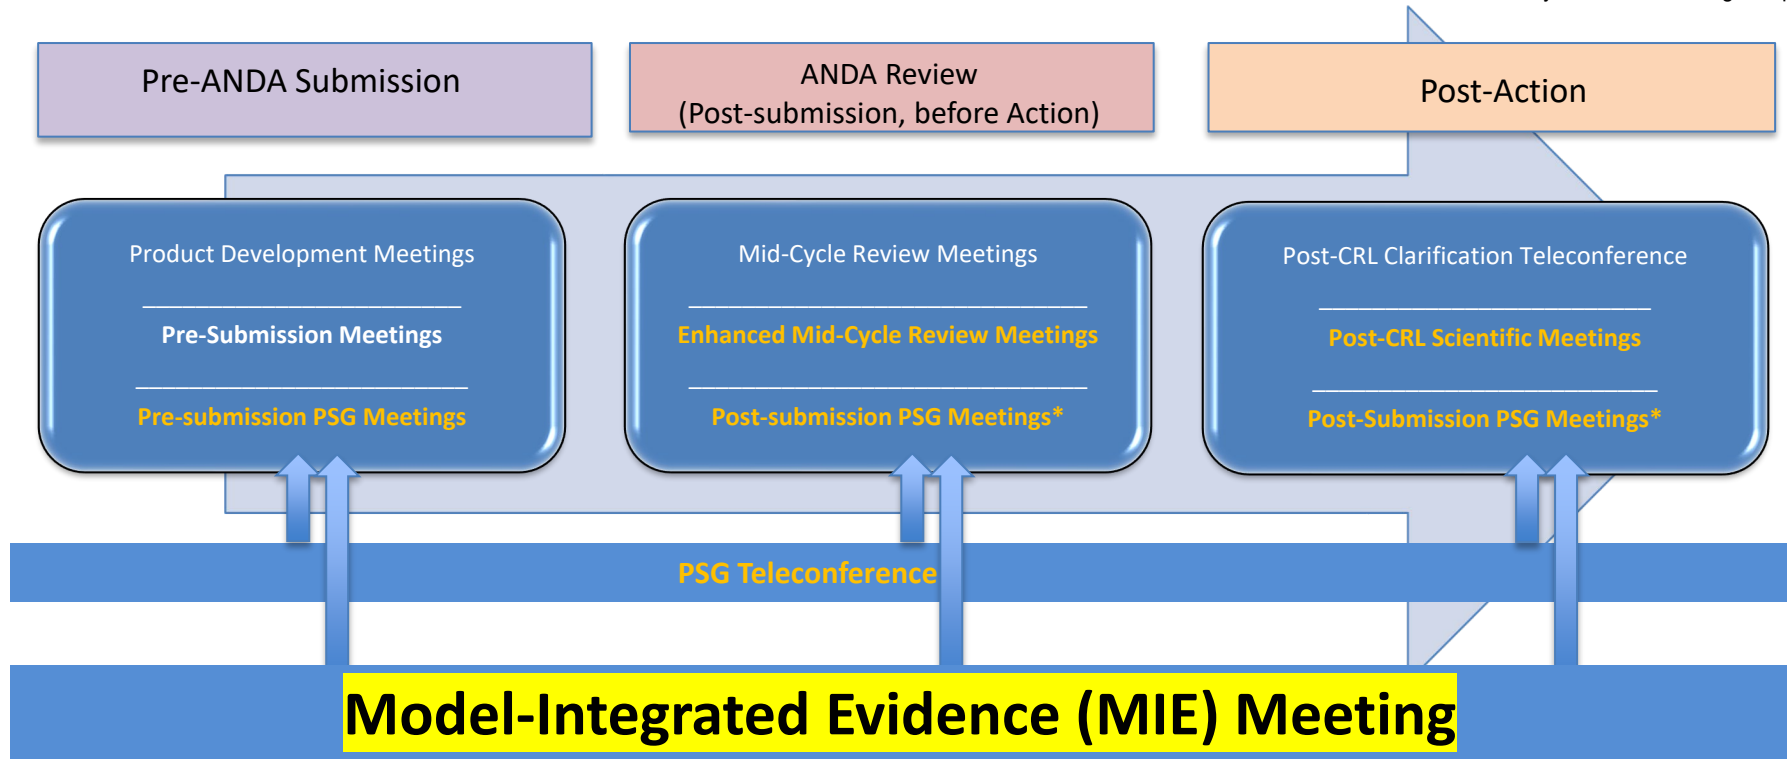 Pre-ANDA Submission
ANDA Review
(Post-submission, before Action)
Post-Action
Product Development Meetings
Pre-Submission Meetings
Pre-submission PSG Meetings
Mid-Cycle Review Meetings
Enhanced Mid-Cycle Review Meetings
Post-submission PSG Meetings*
Post-CRL Clarification Teleconference
Post-CRL Scientific Meetings
Post-Submission PSG Meetings*
PSG Teleconference
Model-Integrated Evidence (MIE) Meeting